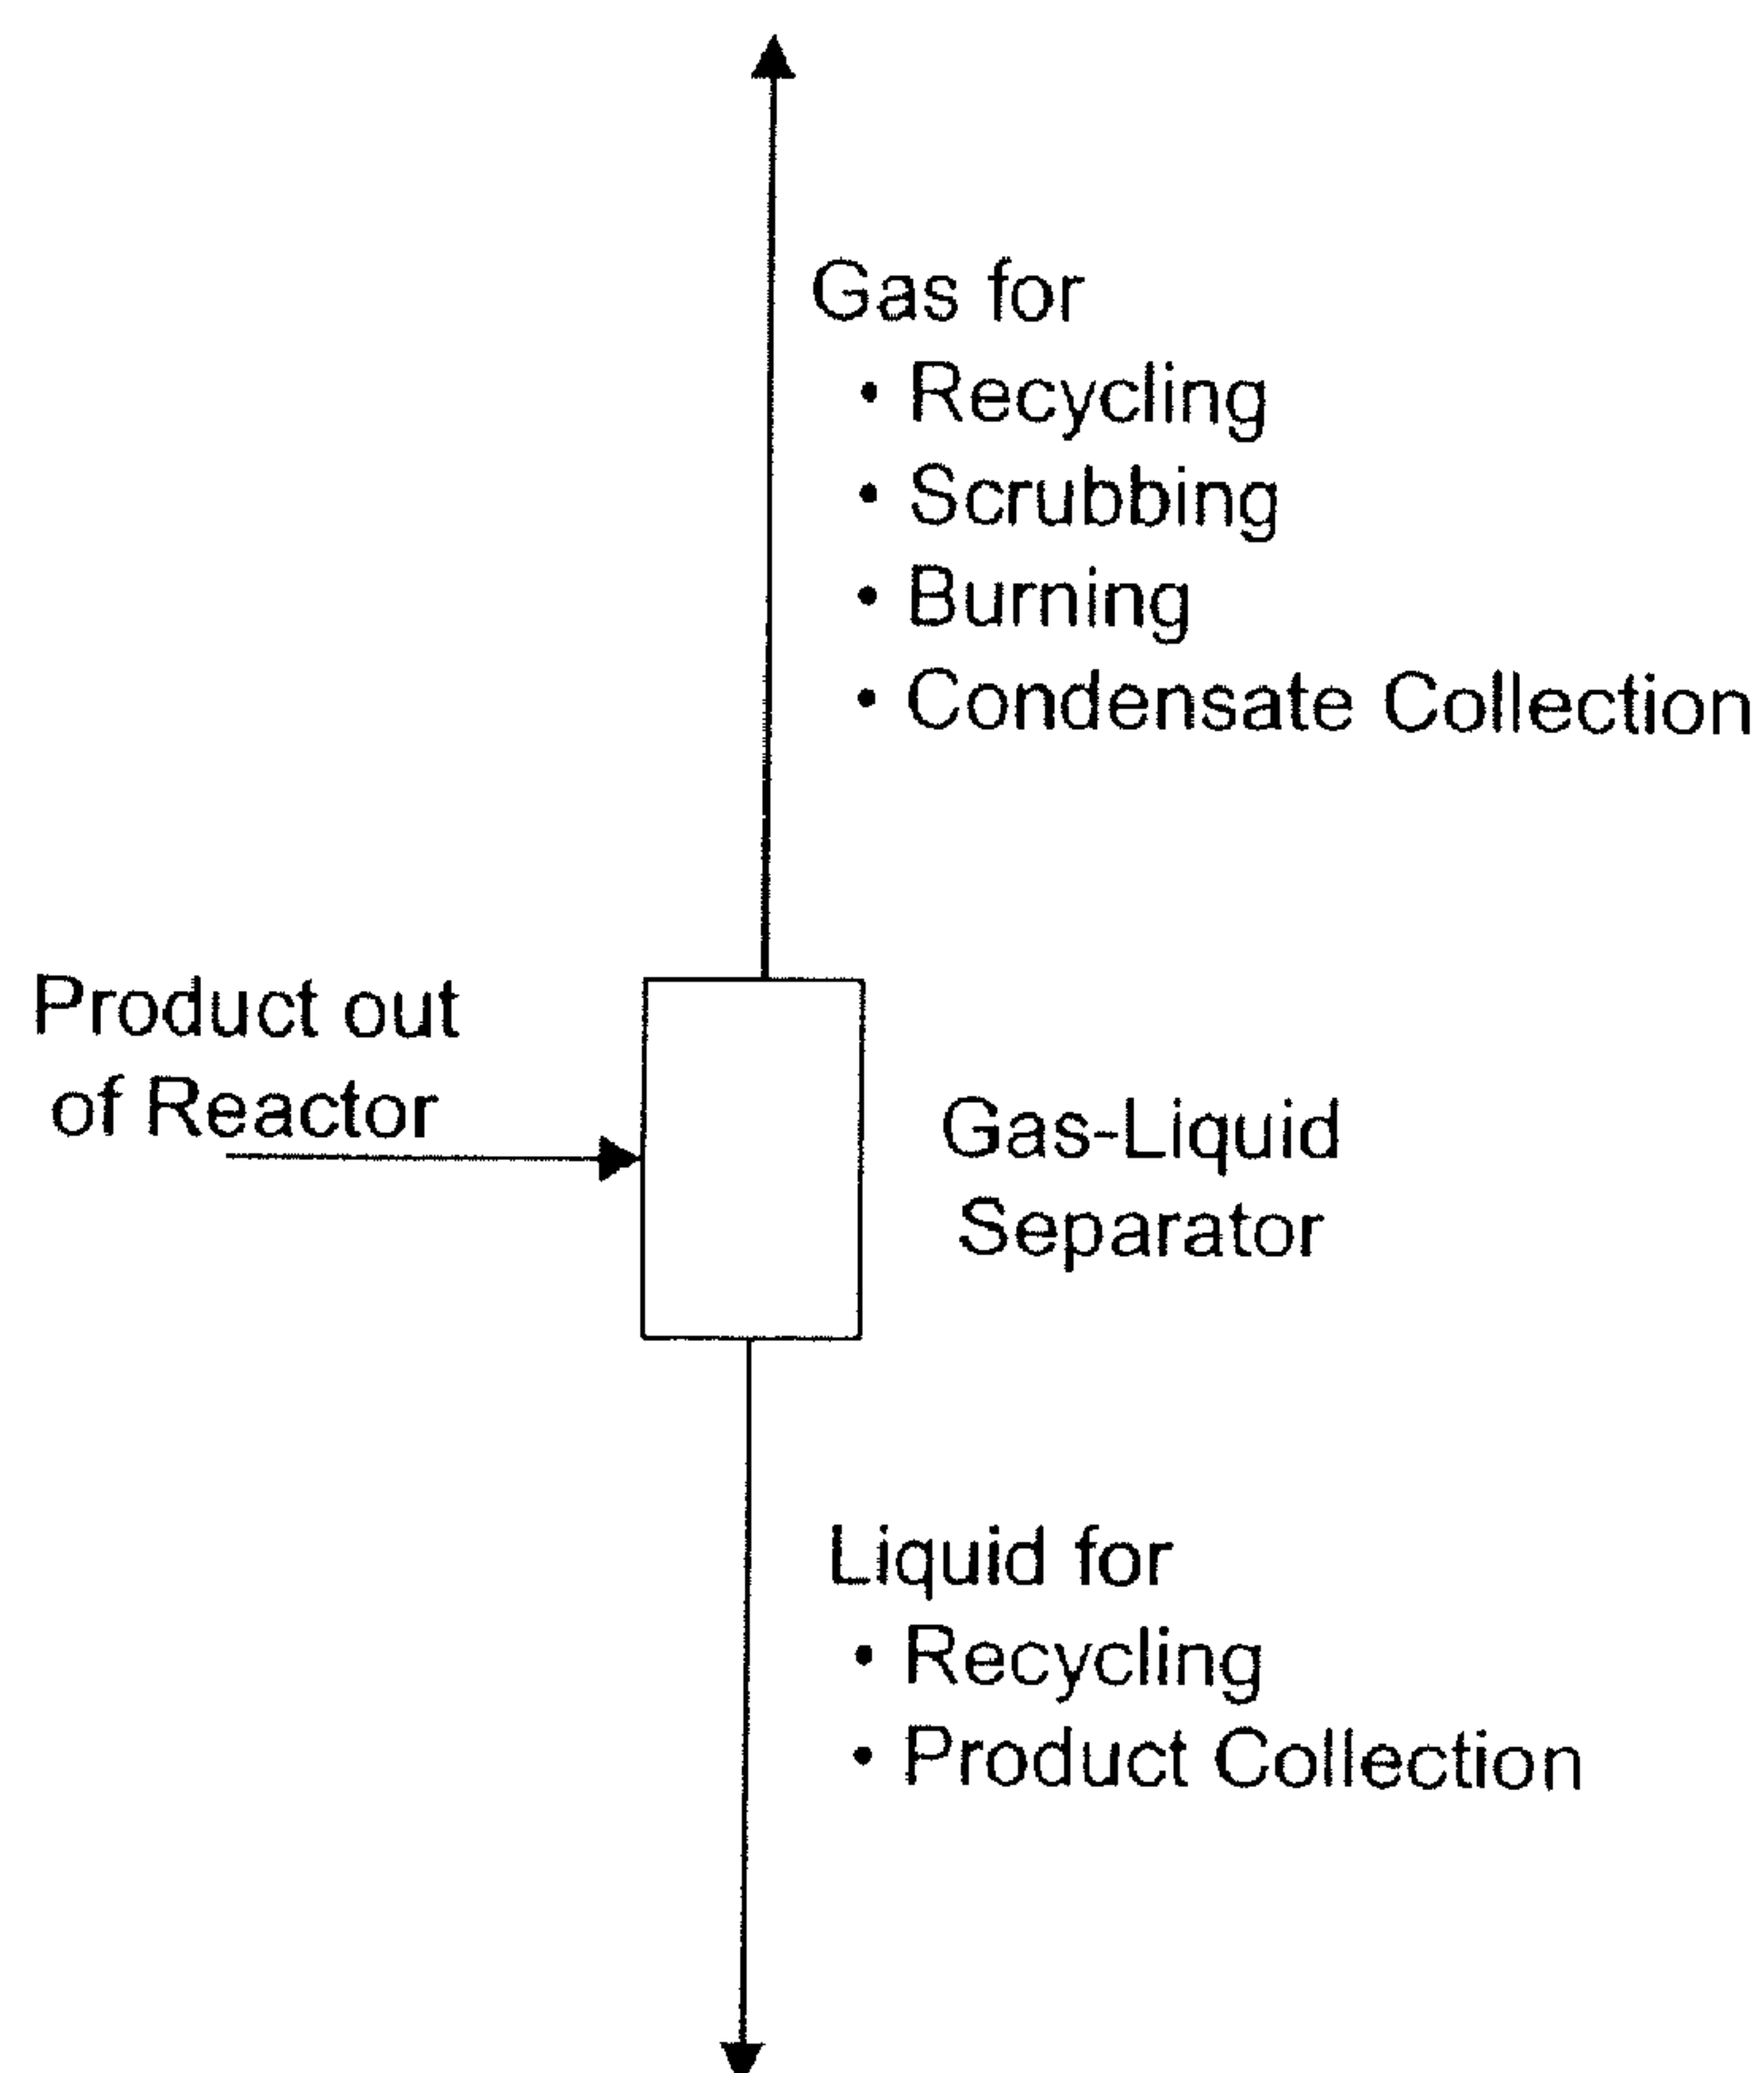 Gas for
• Recycling
• Scrubbing
• Burning
• Condensate Collection
Product out
of Reactor
Gas-Liquid
Separator
Liquid for
• Recycling
• Product Collection